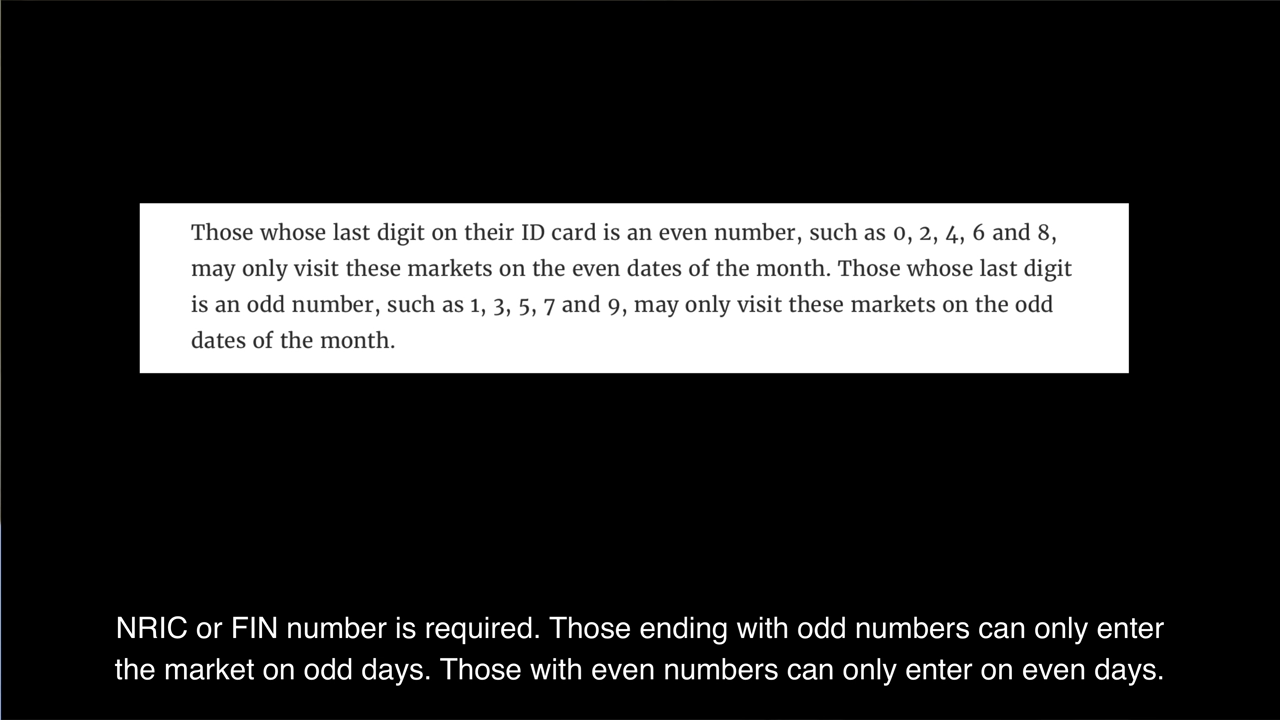 Those whose last digit on their ID card is an even number, such as 0, 2, 4, 6 and 8,
may only visit these markets on the even dates of the month. Those whose last digit
is an odd number, such as 1, 3, 5, 7 and 9, may only visit these markets on the odd
dates of the month.
NRIC or FIN number is required. Those ending with odd numbers can only enter
the market on odd days. Those with even numbers can only enter on even days.